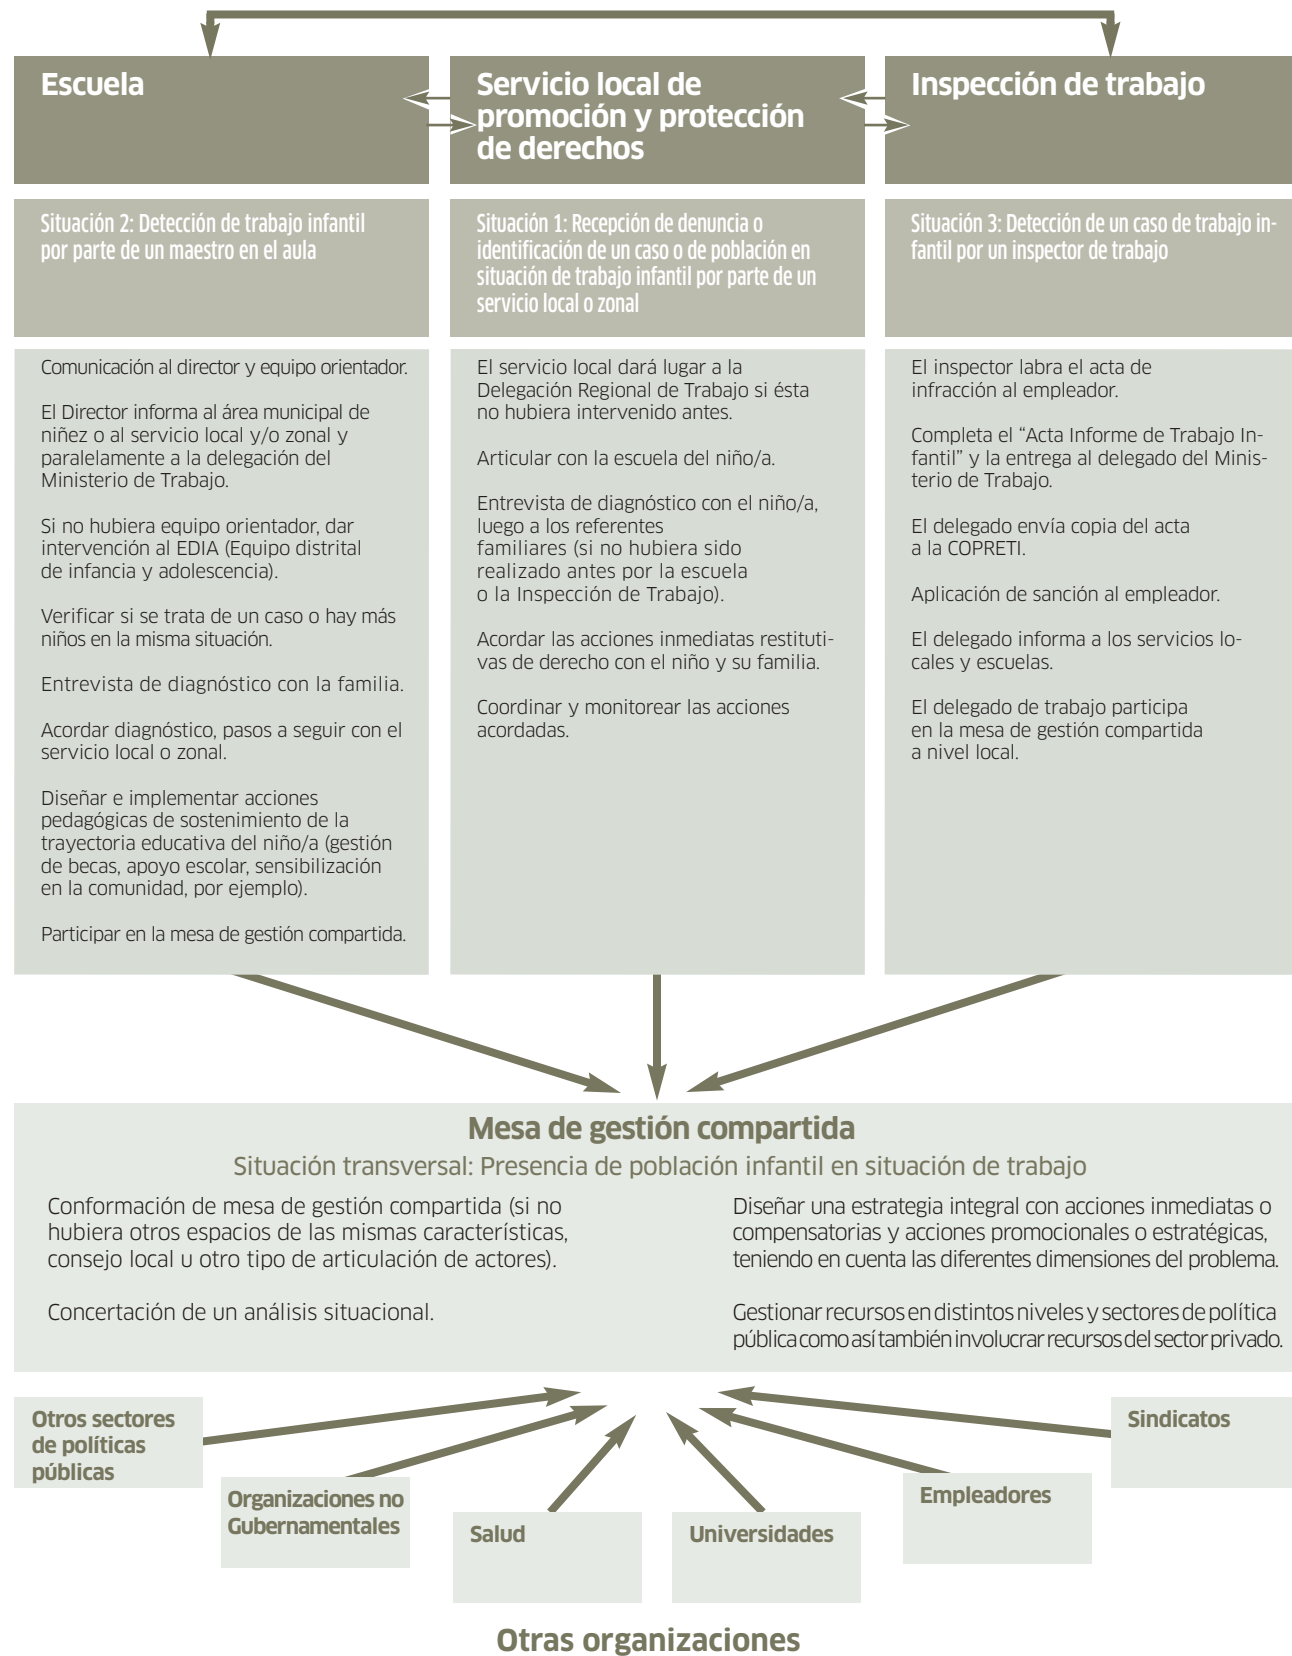 Escuela
Situación 2: Detección de trabajo infantil
por parte de un maestro en el aula
Comunicación al director y equipo orientador.
El Director informa al área municipal de
niñez o al servicio local y/o zonal y
paralelamente a la delegación del
Ministerio de Trabajo.
Si no hubiera equipo orientador, dar
intervención al EDIA (Equipo distrital
de infancia y adolescencia).
Verificar si se trata de un caso o hay más
niños en la misma situación.
Entrevista de diagnóstico con la familia.
Acordar diagnóstico, pasos a seguir con el
servicio local o zonal.
Diseñar e implementar acciones
pedagógicas de sostenimiento de la
trayectoria educativa del niño/a (gestión
de becas, apoyo escolar, sensibilización
en la comunidad, por ejemplo).
Participar en la mesa de gestión compartida.
Servicio local de
promoción y protección
de derechos
Situación 1: Recepción de denuncia o
identificación de un caso o de población en
situación de trabajo infantil por parte de un
servicio local o zonal
El servicio local dará lugar a la
Delegación Regional de Trabajo si ésta
no hubiera intervenido antes.
Articular con la escuela del niño/a.
Entrevista de diagnóstico con el niño/a,
luego a los referentes
familiares (si no hubiera sido
realizado antes por la escuela
o la Inspección de Trabajo).
Acordar las acciones inmediatas restituti-
vas de derecho con el niño y su familia.
Coordinar y monitorear las acciones
acordadas.
Inspección de trabajo
Situación 3: Detección de un caso de trabajo in-
fantil por un inspector de trabajo
El inspector labra el acta de
infracción al empleador.
Completa el “Acta Informe de Trabajo In-
fantil” y la entrega al delegado del Minis-
terio de Trabajo.
El delegado envía copia del acta
a la COPRETI.
Aplicación de sanción al empleador.
El delegado informa a los servicios lo-
cales y escuelas.
El delegado de trabajo participa
en la mesa de gestión compartida
a nivel local.
Mesa de gestión compartida
Situación transversal: Presencia de población infantil en situación de trabajo
Conformación de mesa de gestión compartida (si no
hubiera otros espacios de las mismas características,
consejo local u otro tipo de articulación de actores).
Concertación de un análisis situacional.
Diseñar una estrategia integral con acciones inmediatas o
compensatorias y acciones promocionales o estratégicas,
teniendo en cuenta las diferentes dimensiones del problema.
Gestionar recursos en distintos niveles y sectores de política
pública como así también involucrar recursos del sector privado.
Otros sectores
de políticas
públicas
Organizaciones no
Gubernamentales
Salud
Universidades
Empleadores
Sindicatos
Otras organizaciones